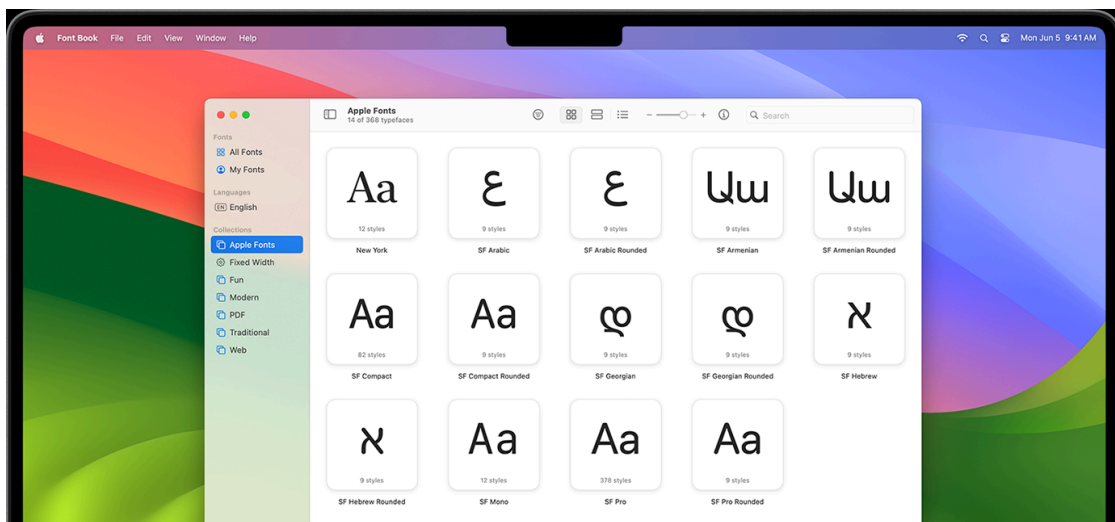 Font Book File Edit View Window Help Mon Jun 5 9:41 AM
Apple Fonts
14 of 368 typefaces
Search
Fonts
All Fonts
My Fonts
Languages
EN English
Collections
Apple Fonts
Fixed Width
Fun
Modern
PDF
Traditional
Web
Aa
12 styles
New York
ع
9 styles
SF Arabic
ع
9 styles
SF Arabic Rounded
Աա
9 styles
SF Armenian
Աա
9 styles
SF Armenian Rounded
Aa
82 styles
SF Compact
Aa
9 styles
SF Compact Rounded
დ
9 styles
SF Georgian
დ
9 styles
SF Georgian Rounded
א
9 styles
SF Hebrew
א
9 styles
SF Hebrew Rounded
Aa
12 styles
SF Mono
Aa
378 styles
SF Pro
Aa
9 styles
SF Pro Rounded